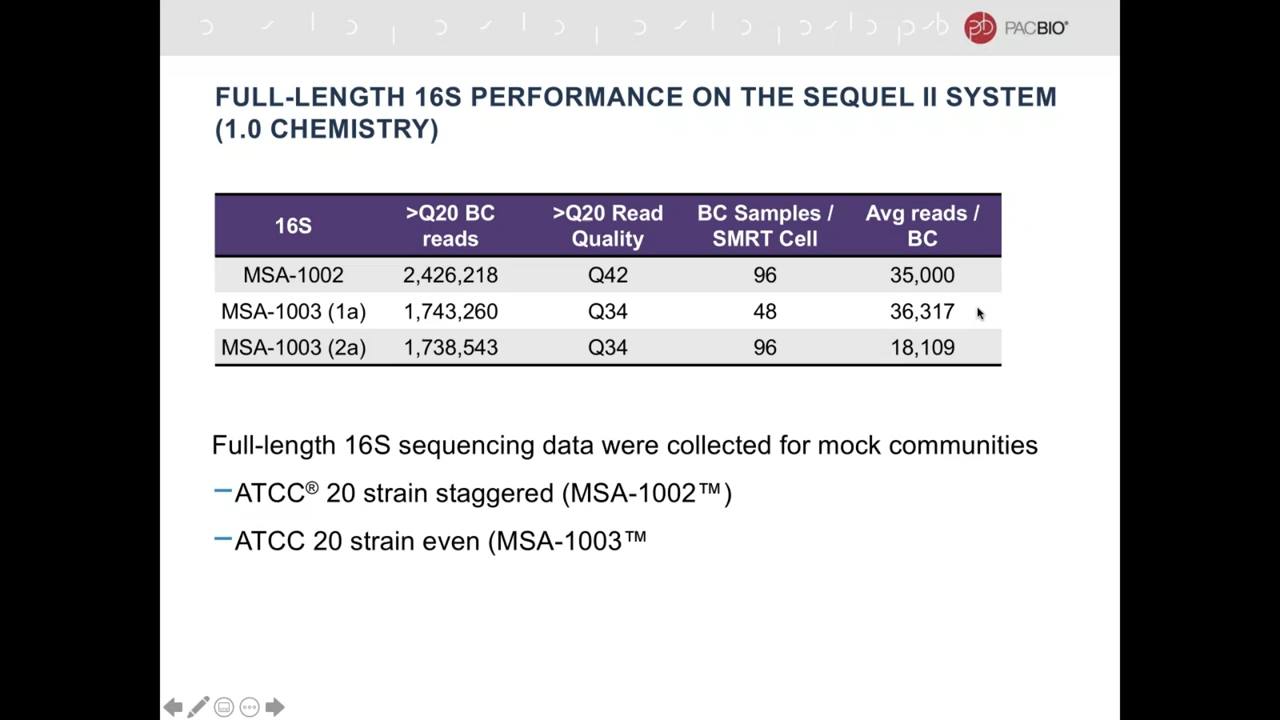 PACBIO®
FULL-LENGTH 16S PERFORMANCE ON THE SEQUEL II SYSTEM
(1.0 CHEMISTRY)
16S >Q20 BC reads >Q20 Read Quality BC Samples / SMRT Cell Avg reads / BC
MSA-1002 2,426,218 Q42 96 35,000
MSA-1003 (1a) 1,743,260 Q34 48 36,317
MSA-1003 (2a) 1,738,543 Q34 96 18,109
Full-length 16S sequencing data were collected for mock communities
–ATCC® 20 strain staggered (MSA-1002™)
–ATCC 20 strain even (MSA-1003™